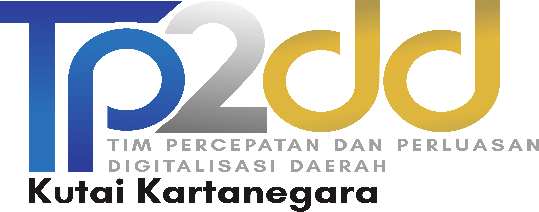 Tp2dd
TIM PERCEPATAN DAN PERLUASAN
DIGITALISASI DAERAH
Kutai Kartanegara